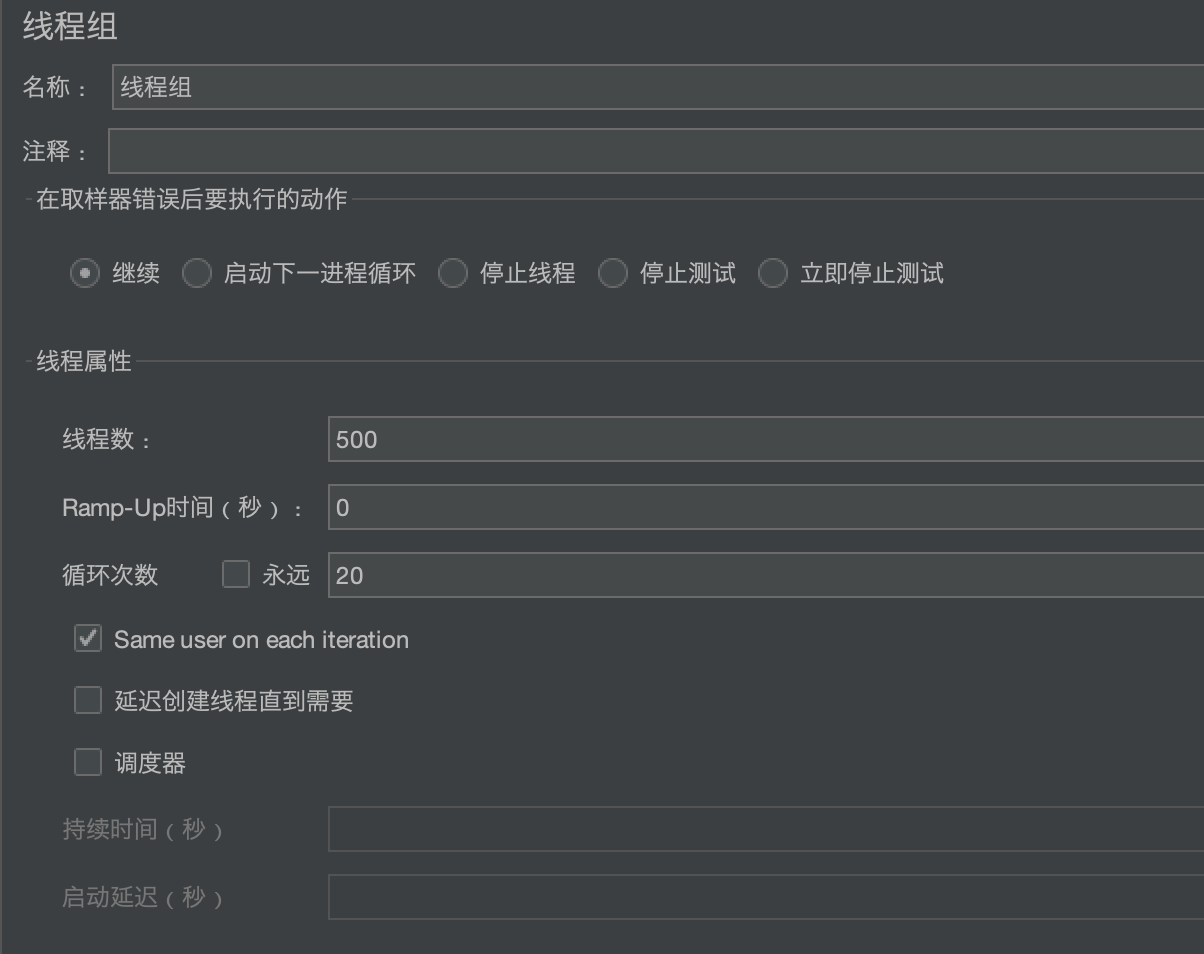 线程组
名称：
线程组
注释：
在取样器错误后要执行的动作
继续 启动下一进程循环 停止线程 停止测试 立即停止测试
线程属性
线程数： 500
Ramp-Up时间（秒）： 0
循环次数 永远 20
Same user on each iteration
延迟创建线程直到需要
调度器
持续时间（秒）
启动延迟（秒）